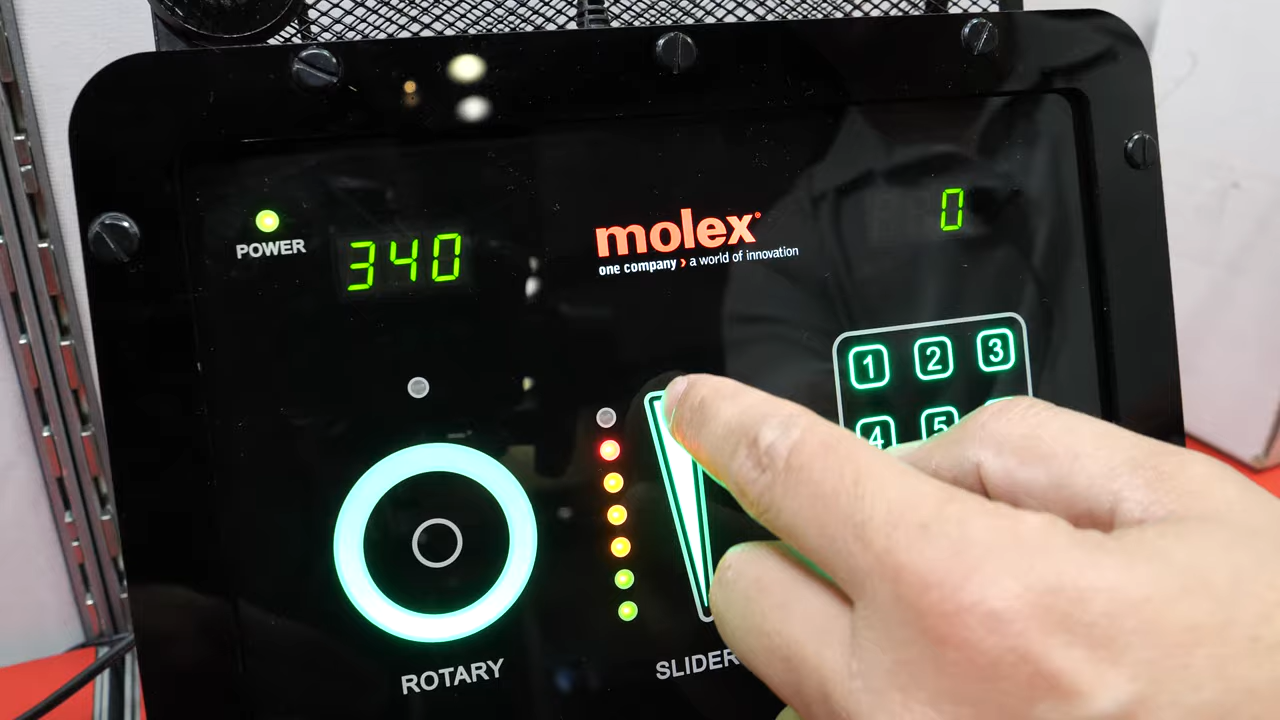 POWER
340
molex
one company › a world of innovation
0
1 2 3
4 5
ROTARY
SLIDER